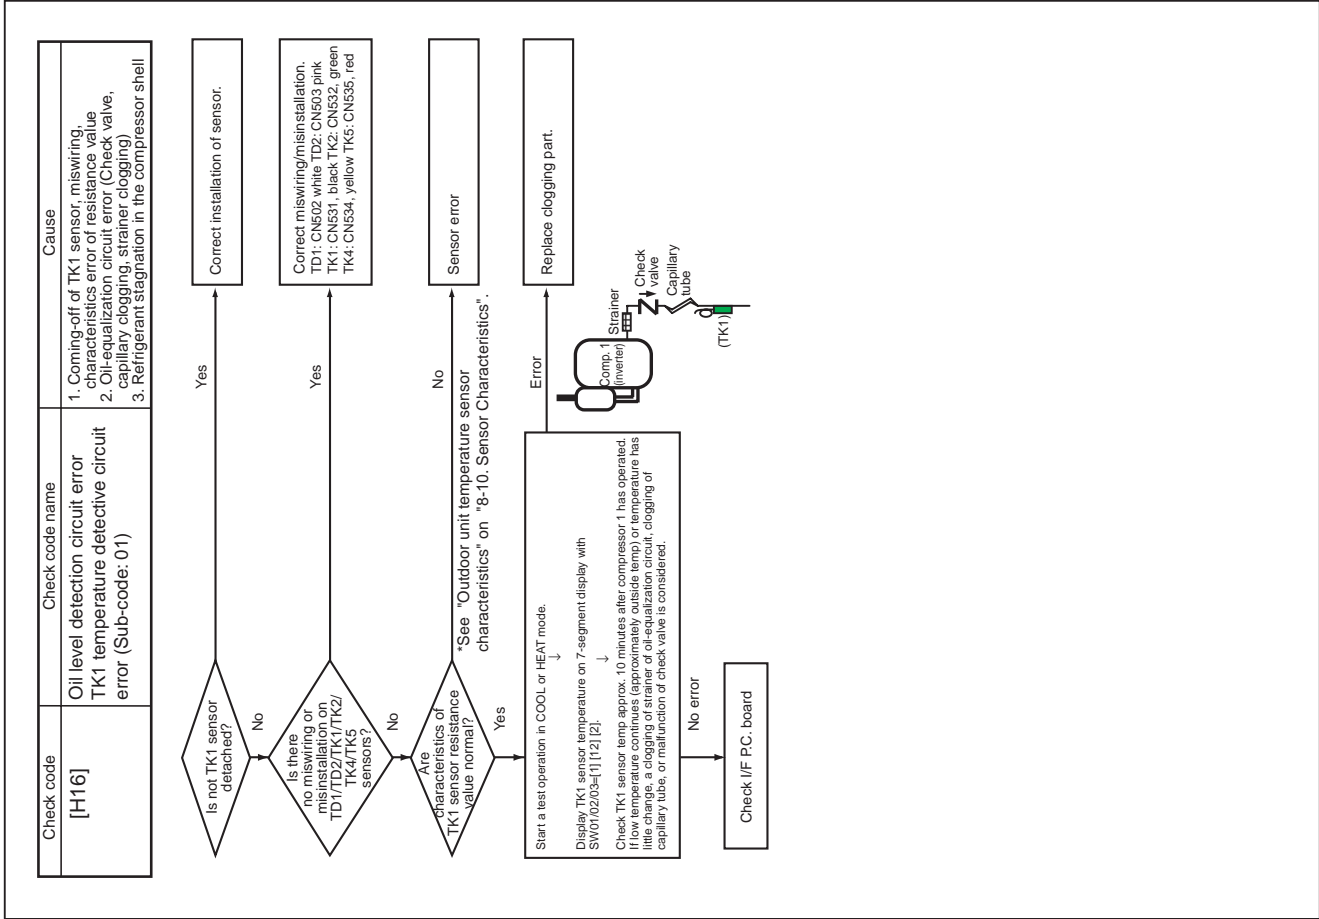 Check code
Check code name
Cause
[H16]
Oil level detection circuit error
TK1 temperature detective circuit
error (Sub-code: 01)
1. Coming-off of TK1 sensor, miswiring,
characteristics error of resistance value
2. Oil-equalization circuit error (Check valve,
capillary clogging, strainer clogging)
3. Refrigerant stagnation in the compressor shell
Is not TK1 sensor
detached?
Yes
Correct installation of sensor.
No
Is there
no miswiring or
misinstallation on
TD1/TD2/TK1/TK2/
TK4/TK5
sensors?
Yes
Correct miswiring/misinstallation.
TD1: CN502 white TD2: CN503 pink
TK1: CN531, black TK2: CN532, green
TK4: CN534, yellow TK5: CN535, red
No
Are
characteristics of
TK1 sensor resistance
value normal?
No
Sensor error
*See "Outdoor unit temperature sensor
characteristics" on "8-10. Sensor Characteristics".
Yes
Start a test operation in COOL or HEAT mode.
↓
Display TK1 sensor temperature on 7-segment display with
SW01/02/03=[1] [12] [2].
↓
Check TK1 sensor temp approx. 10 minutes after compressor 1 has operated.
If low temperature continues (approximately outside temp) or temperature has
little change, a clogging of strainer of oil-equalization circuit, clogging of
capillary tube, or malfunction of check valve is considered.
Error
Replace clogging part.
Comp. 1
(inverter)
Strainer
Check
valve
Capillary
tube
(TK1)
No error
Check I/F P.C. board